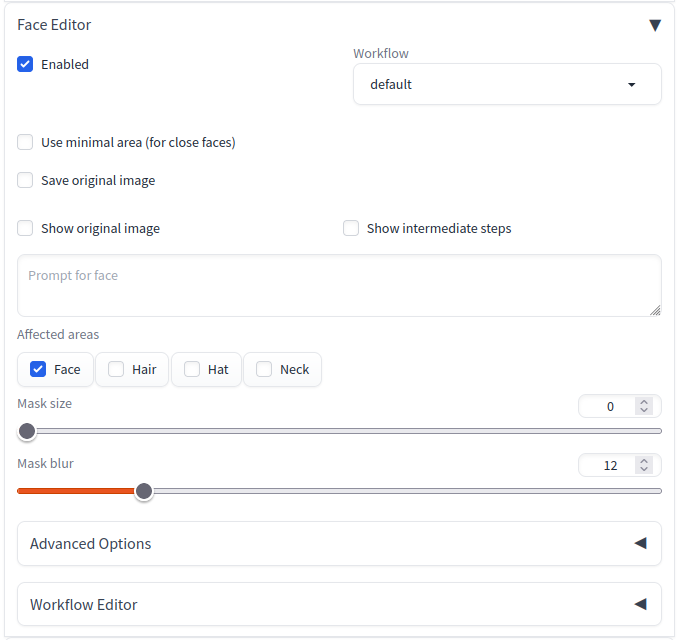 Face Editor
Enabled
Workflow
default
Use minimal area (for close faces)
Save original image
Show original image Show intermediate steps
Prompt for face
Affected areas
Face Hair Hat Neck
Mask size 0
Mask blur 12
Advanced Options
Workflow Editor